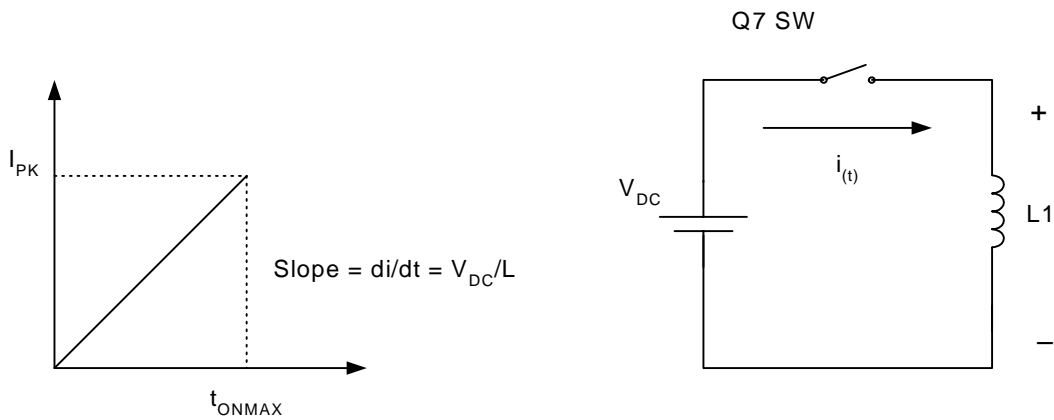 Q7 SW
I_PK
+
i_(t)
V_DC
L1
Slope = di/dt = V_DC/L
–
t_ONMAX